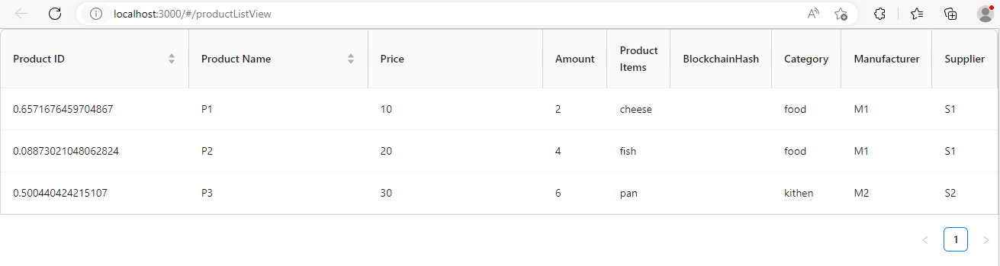 localhost:3000/#/productListView
Product ID Product Name Price Amount Product Items BlockchainHash Category Manufacturer Supplier
0.6571676459704867 P1 10 2 cheese food M1 S1
0.08873021048062824 P2 20 4 fish food M1 S1
0.500440424215107 P3 30 6 pan kithen M2 S2
1